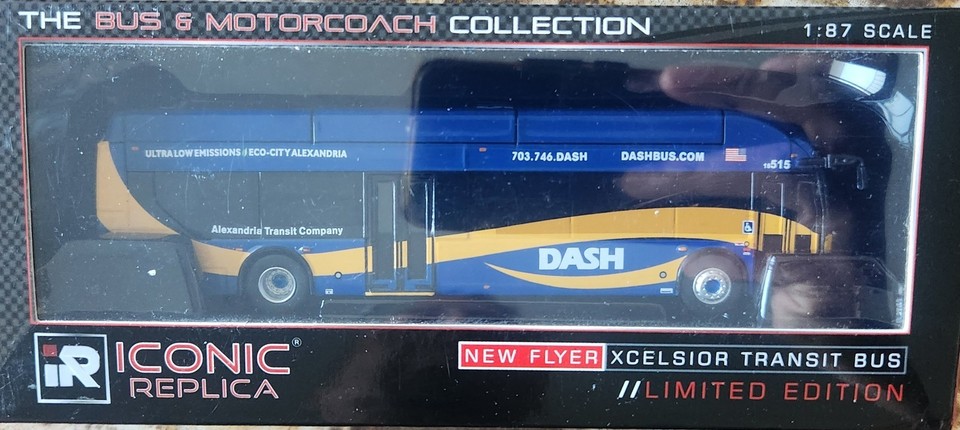 THE BUS & MOTORCOACH COLLECTION
1:87 SCALE
ULTRA LOW EMISSIONS ECO-CITY ALEXANDRIA
703.746.DASH
DASHBUS.COM
515
Alexandria Transit Company
DASH
iR ICONIC®
REPLICA
NEW FLYER XCELSIOR TRANSIT BUS
//LIMITED EDITION